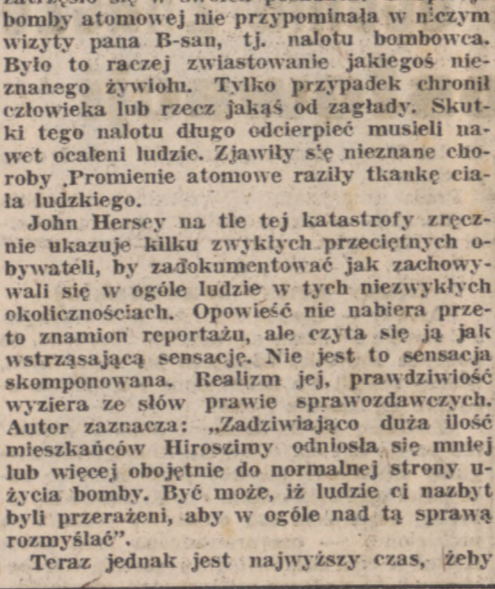 bomby atomowej nie przypominała w niczym
wizyty pana B-san, tj. nalotu bombowca.
Było to raczej zwiastowanie jakiegoś nie-
znanego żywiołu. Tylko przypadek chronił
człowieka lub rzecz jakąś od zagłady. Skut-
ki tego nalotu długo odcierpieć musieli na-
wet ocaleni ludzie. Zjawiły się nieznane cho-
roby .Promienie atomowe raziły tkankę cia-
ła ludzkiego.
John Hersey na tle tej katastrofy zręcz-
nie ukazuje kilku zwykłych przeciętnych o-
bywateli, by zadokumentować jak zachowy-
wali się w ogóle ludzie w tych niezwykłych
okolicznościach. Opowieść nie nabiera prze-
to znamion reportażu, ale czyta się ją jak
wstrząsającą sensację. Nie jest to sensacja
skomponowana. Realizm jej, prawdziwość
wyziera ze słów prawie sprawozdawczych.
Autor zaznacza: „Zadziwiająco duża ilość
mieszkańców Hiroszimy odniosła się mniej
lub więcej obojętnie do normalnej strony u-
życia bomby. Być może, iż ludzie ci nazbyt
byli przerażeni, aby w ogóle nad tą sprawą
rozmyślać”.
Teraz jednak jest najwyższy czas, żeby